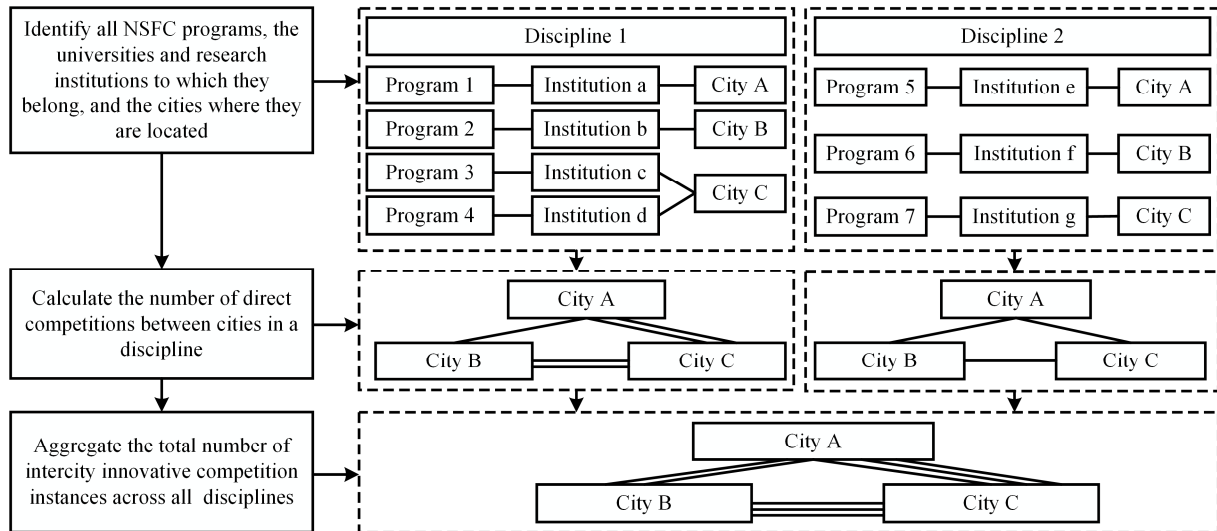 Identify all NSFC programs, the
universities and research
institutions to which they
belong, and the cities where they
are located
Discipline 1
Program 1
Institution a
City A
Program 2
Institution b
City B
Program 3
Institution c
City C
Program 4
Institution d
Discipline 2
Program 5
Institution e
City A
Program 6
Institution f
City B
Program 7
Institution g
City C
Calculate the number of direct
competitions between cities in a
discipline
City A
City B
City C
City A
City B
City C
Aggregate the total number of
intercity innovative competition
instances across all disciplines
City A
City B
City C